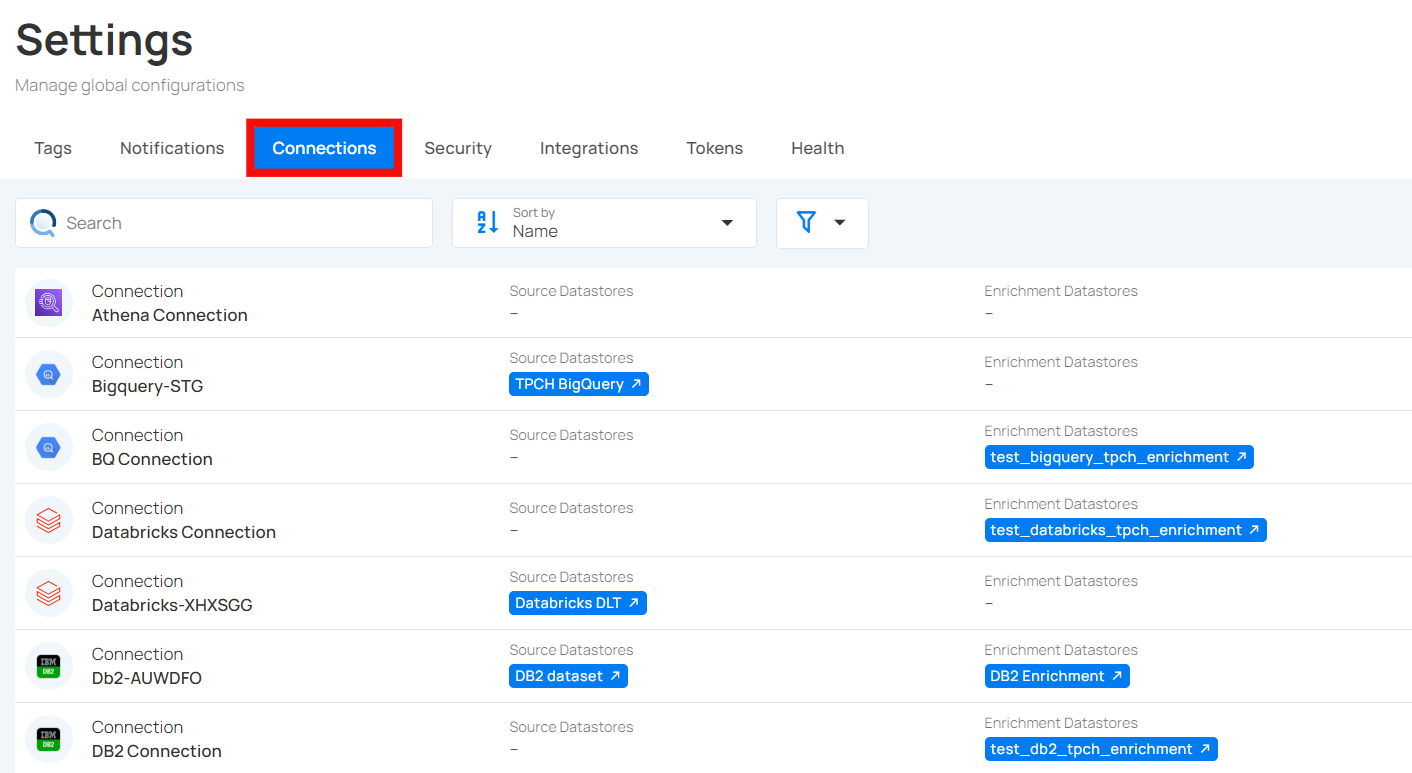 Settings
Manage global configurations
Tags Notifications Connections Security Integrations Tokens Health
Search
Sort by
Name
Connection Source Datastores Enrichment Datastores
Athena Connection – –
Connection Source Datastores Enrichment Datastores
Bigquery-STG TPCH BigQuery –
Connection Source Datastores Enrichment Datastores
BQ Connection – test_bigquery_tpch_enrichment
Connection Source Datastores Enrichment Datastores
Databricks Connection – test_databricks_tpch_enrichment
Connection Source Datastores Enrichment Datastores
Databricks-XHXSGG Databricks DLT –
IBM DB2
Connection Source Datastores Enrichment Datastores
Db2-AUWDFO DB2 dataset DB2 Enrichment
IBM DB2
Connection Source Datastores Enrichment Datastores
DB2 Connection – test_db2_tpch_enrichment